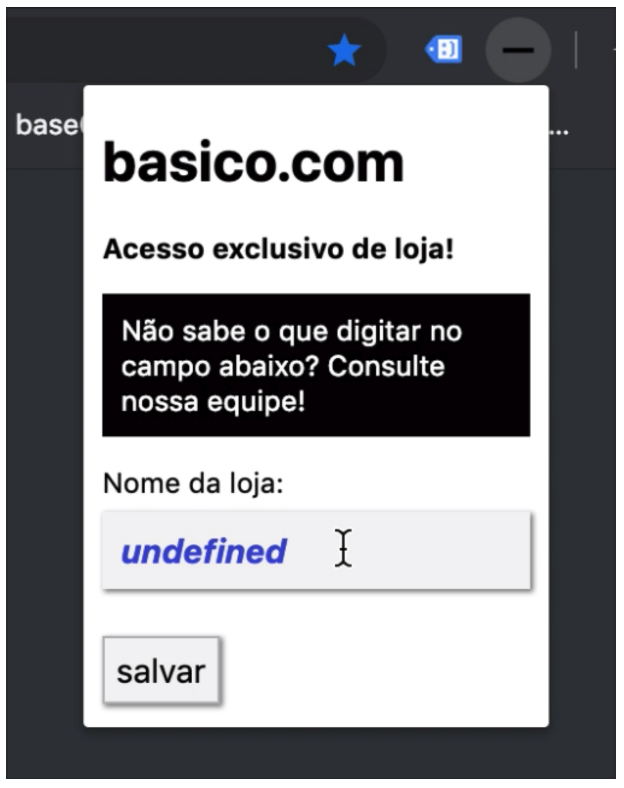 base
basico.com
Acesso exclusivo de loja!
Não sabe o que digitar no
campo abaixo? Consulte
nossa equipe!
Nome da loja:
undefined
salvar